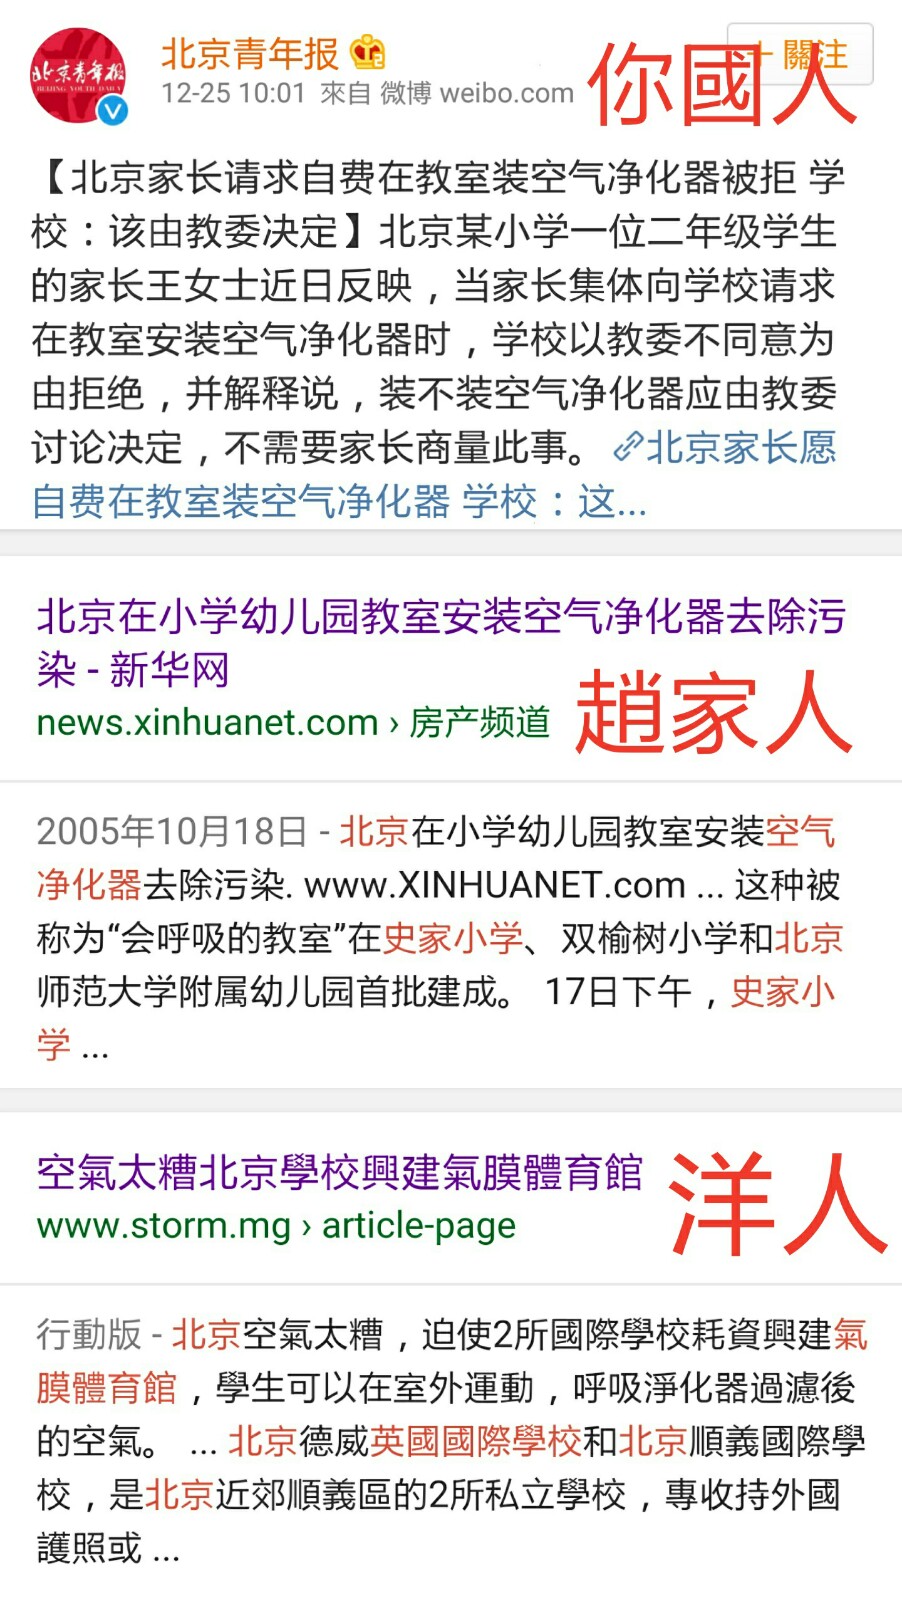 北京青年报
12-25 10:01 來自 微博 weibo.com
+ 關注
你國人
北京青年报
BEIJING YOUTH DAILY
【北京家长请求自费在教室装空气净化器被拒 学
校：该由教委决定】北京某小学一位二年级学生
的家长王女士近日反映，当家长集体向学校请求
在教室安装空气净化器时，学校以教委不同意为
由拒绝，并解释说，装不装空气净化器应由教委
讨论决定，不需要家长商量此事。 北京家长愿
自费在教室装空气净化器 学校：这...
北京在小学幼儿园教室安装空气净化器去除污
染 - 新华网
news.xinhuanet.com › 房产频道
趙家人
2005年10月18日 - 北京在小学幼儿园教室安装空气
净化器去除污染. www.XINHUANET.com ... 这种被
称为“会呼吸的教室”在史家小学、双榆树小学和北京
师范大学附属幼儿园首批建成。 17日下午，史家小
学 ...
空氣太糟北京學校興建氣膜體育館
www.storm.mg › article-page
洋人
行動版 - 北京空氣太糟，迫使2所國際學校耗資興建氣
膜體育館，學生可以在室外運動，呼吸淨化器過濾後
的空氣。 ... 北京德威英國國際學校和北京順義國際學
校，是北京近郊順義區的2所私立學校，專收持外國
護照或 ...